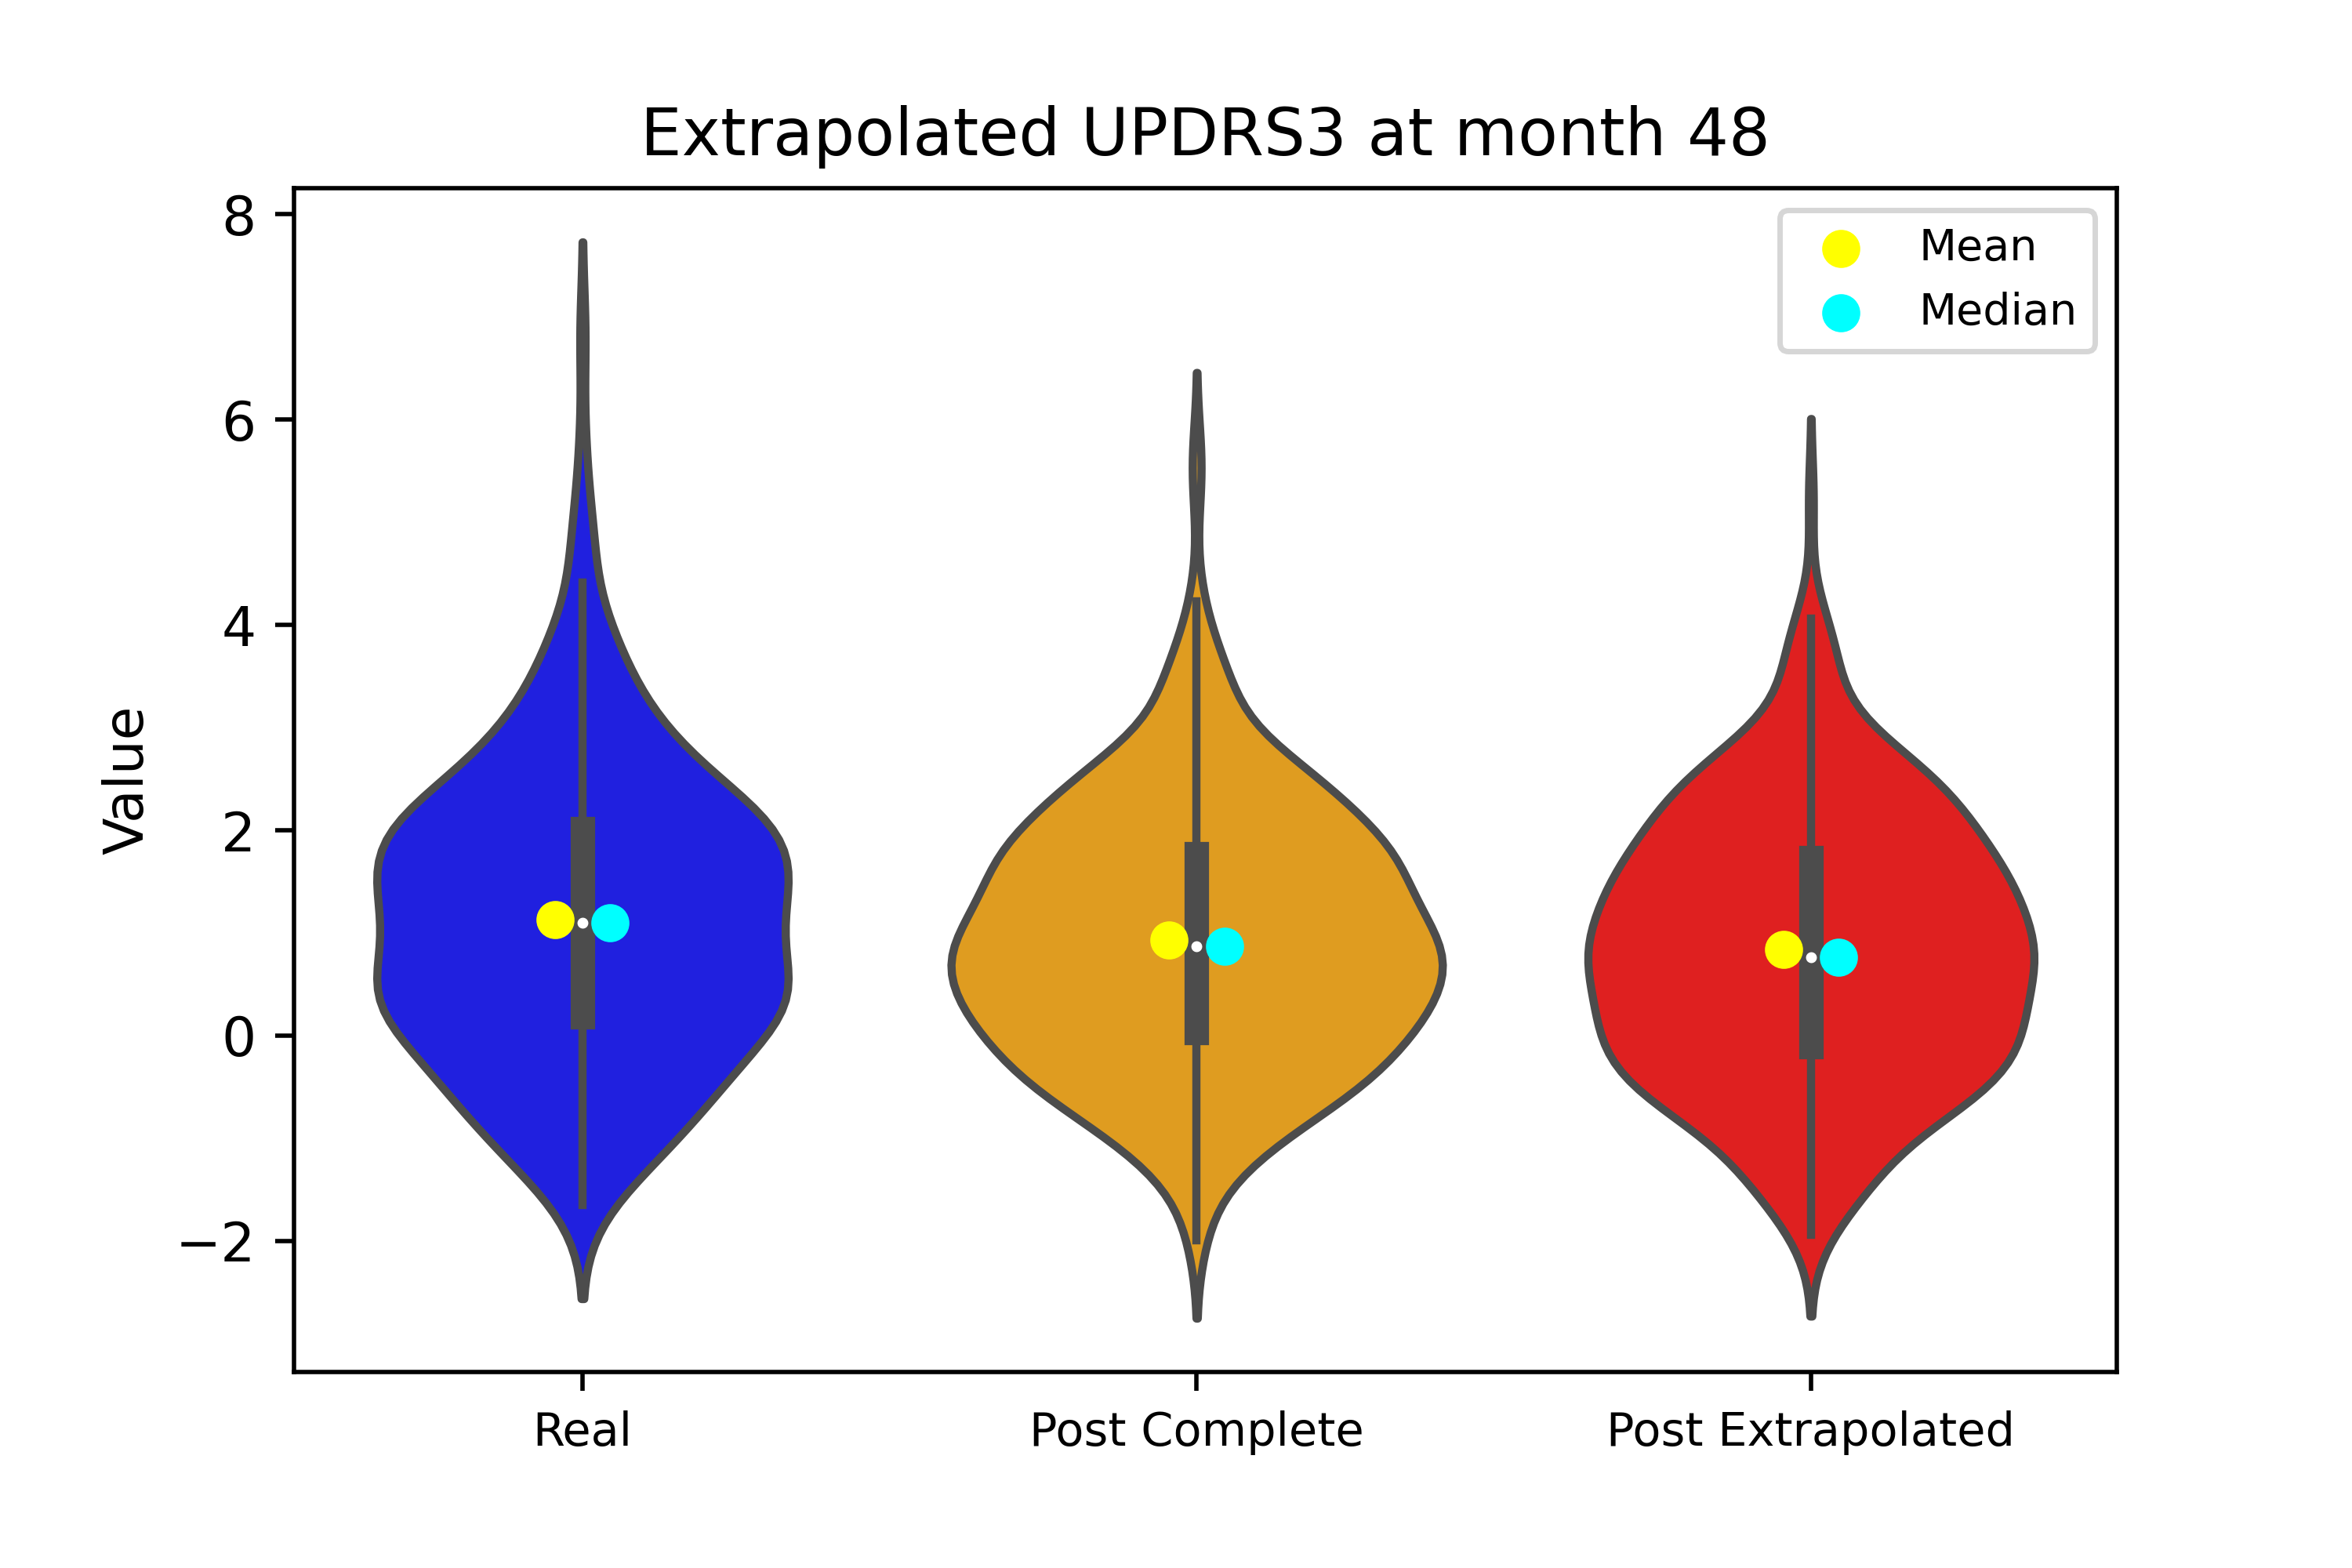 Extrapolated UPDRS3 at month 48
8
6
4
2
0
−2
Value
Mean
Median
Real
Post Complete
Post Extrapolated